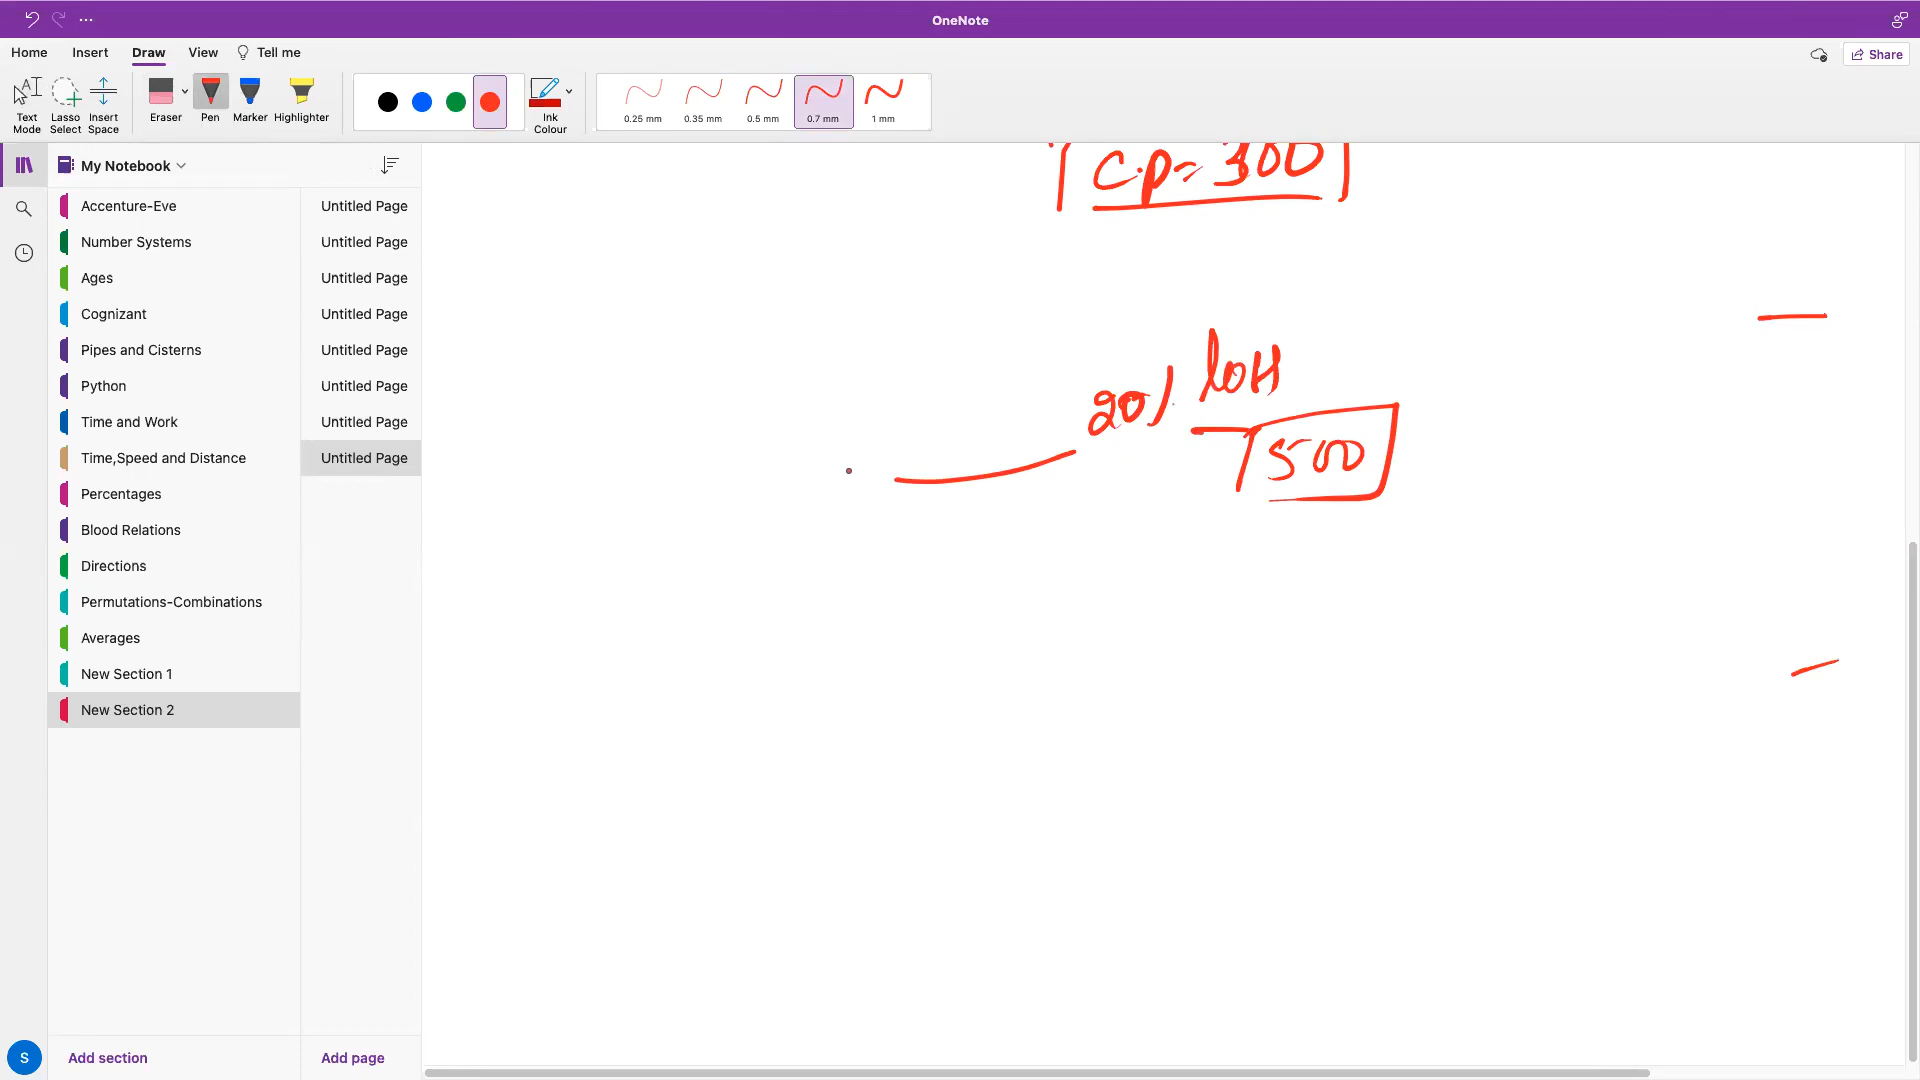 OneNote
Home Insert Draw View Tell me
Share
Text Mode
Lasso Select
Insert Space
Eraser
Pen
Marker
Highlighter
Ink Colour
0.25 mm
0.35 mm
0.5 mm
0.7 mm
1 mm
My Notebook
Accenture-Eve
Number Systems
Ages
Cognizant
Pipes and Cisterns
Python
Time and Work
Time,Speed and Distance
Percentages
Blood Relations
Directions
Permutations-Combinations
Averages
New Section 1
New Section 2
Untitled Page
Untitled Page
Untitled Page
Untitled Page
Untitled Page
Untitled Page
Untitled Page
Untitled Page
C.P = 300
20%
500
S
Add section
Add page